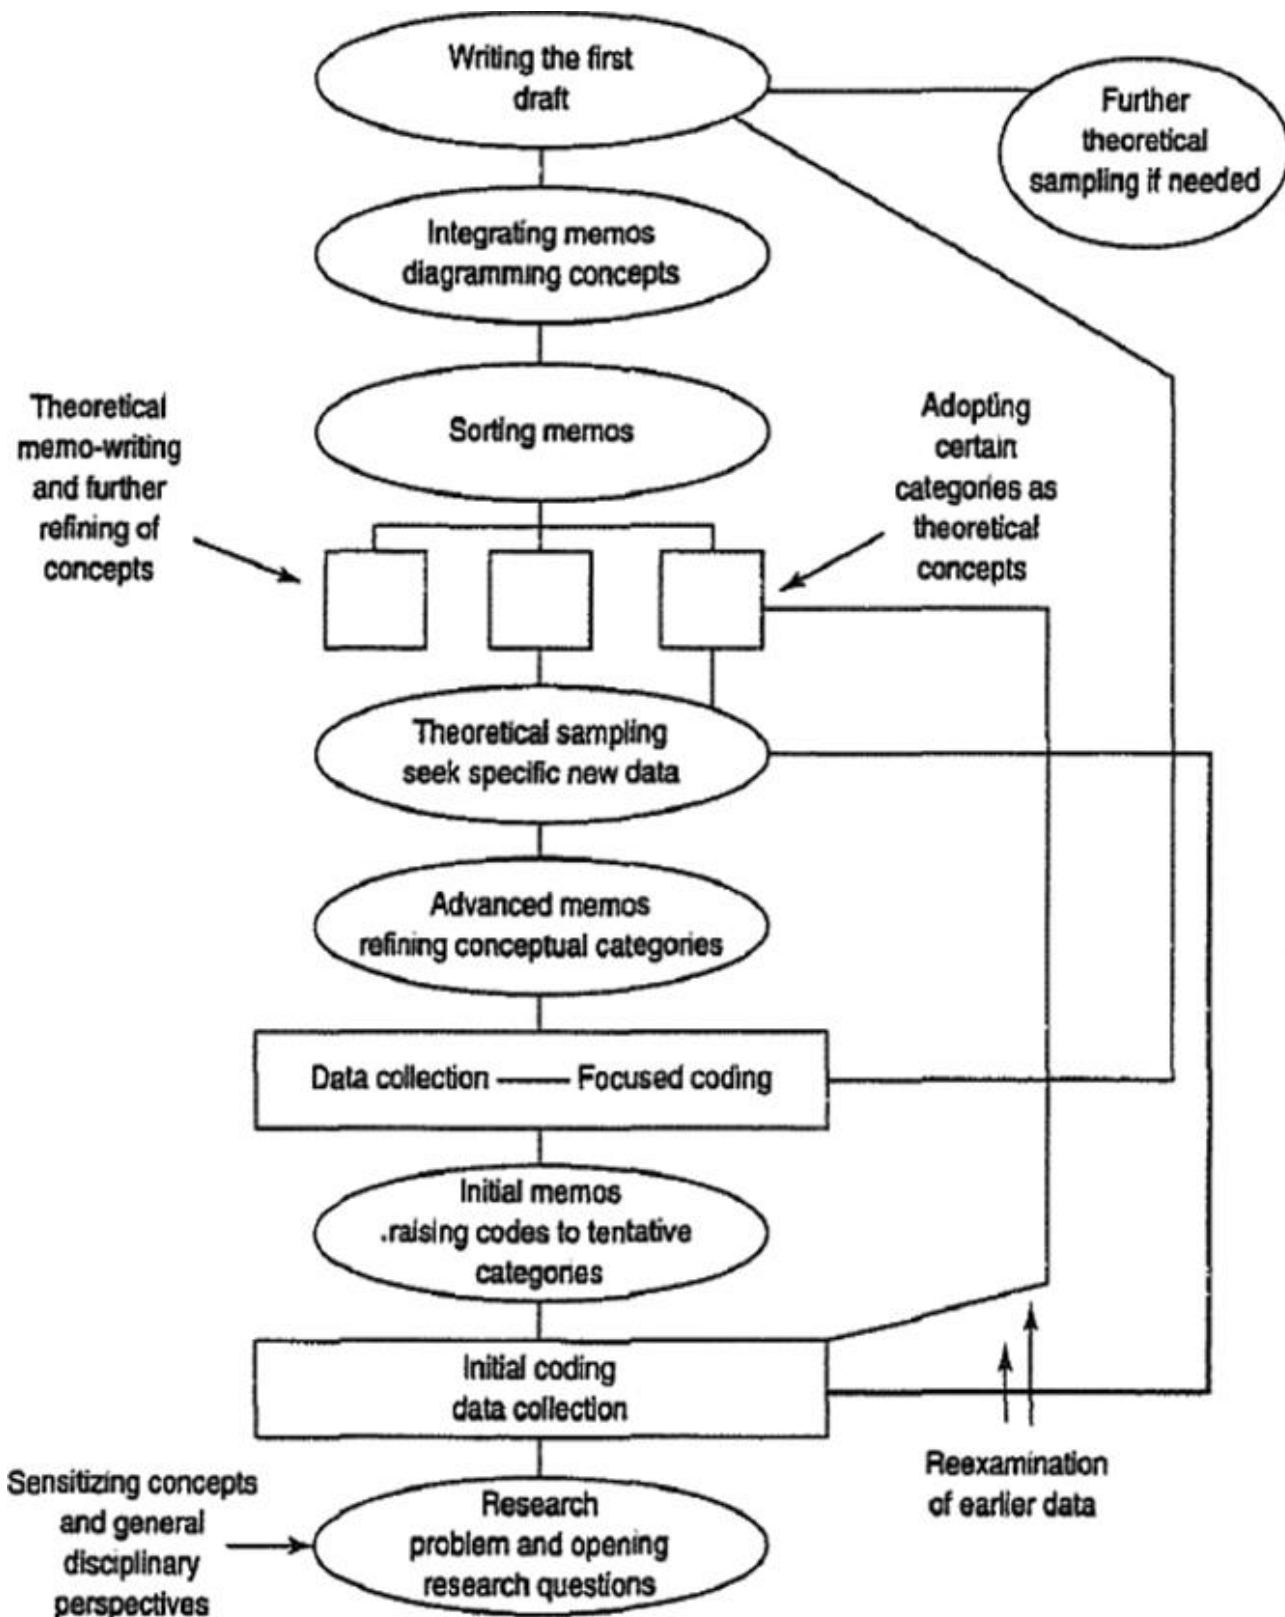 Writing the first
draft
Further
theoretical
sampling if needed
Integrating memos
diagramming concepts
Theoretical
memo-writing
and further
refining of
concepts
Sorting memos
Adopting
certain
categories as
theoretical
concepts
Theoretical sampling
seek specific new data
Advanced memos
refining conceptual categories
Data collection —— Focused coding
Initial memos
.raising codes to tentative
categories
Initial coding
data collection
Reexamination
of earlier data
Sensitizing concepts
and general
disciplinary
perspectives
Research
problem and opening
research questions